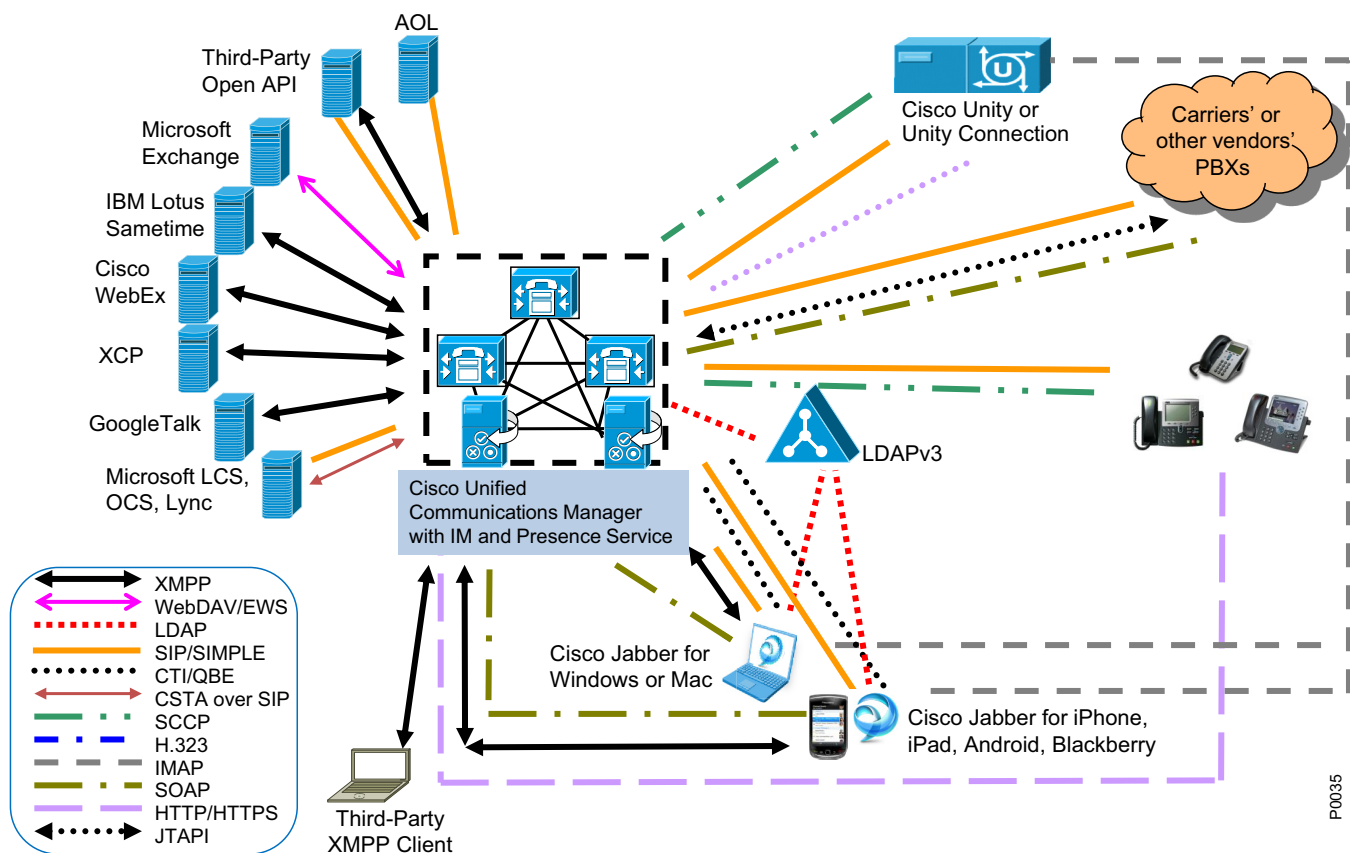 AOL
Third-Party
Open API
Microsoft
Exchange
IBM Lotus
Sametime
Cisco
WebEx
XCP
GoogleTalk
Microsoft LCS,
OCS, Lync
U
Cisco Unity or
Unity Connection
Carriers' or
other vendors'
PBXs
LDAPv3
Cisco Unified
Communications Manager
with IM and Presence Service
Cisco Jabber for
Windows or Mac
Cisco Jabber for iPhone,
iPad, Android, Blackberry
Third-Party
XMPP Client
XMPP
WebDAV/EWS
LDAP
SIP/SIMPLE
CTI/QBE
CSTA over SIP
SCCP
H.323
IMAP
SOAP
HTTP/HTTPS
JTAPI
P0035